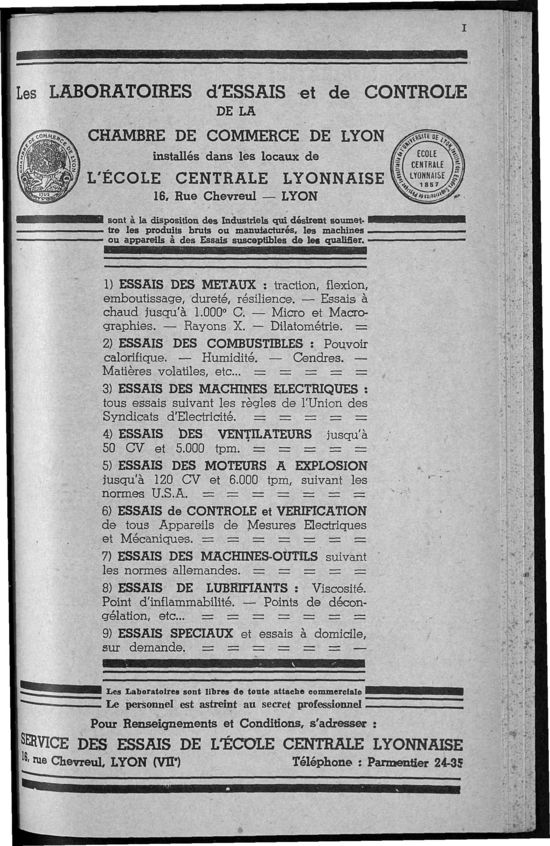 I
Les LABORATOIRES d'ESSAIS et de CONTROLE
DE LA
CHAMBRE DE COMMERCE DE LYON
installés dans les locaux de
L'ÉCOLE CENTRALE LYONNAISE
16, Rue Chevreul — LYON
ÉCOLE
CENTRALE
LYONNAISE
1857
sont à la disposition des Industriels qui désirent soumet-
tre les produits bruts ou manufacturés, les machines
ou appareils à des Essais susceptibles de les qualifier.
1) ESSAIS DES METAUX : traction, flexion,
emboutissage, dureté, résilience. — Essais à
chaud jusqu'à 1.000° C. — Micro et Macro-
graphies. — Rayons X. — Dilatométrie.
2) ESSAIS DES COMBUSTIBLES : Pouvoir
calorifique. — Humidité. — Cendres. —
Matières volatiles, etc...
3) ESSAIS DES MACHINES ELECTRIQUES :
tous essais suivant les règles de l'Union des
Syndicats d'Electricité.
4) ESSAIS DES VENTILATEURS jusqu'à
50 CV et 5.000 tpm.
5) ESSAIS DES MOTEURS A EXPLOSION
jusqu'à 120 CV et 6.000 tpm, suivant les
normes U.S.A.
6) ESSAIS de CONTROLE et VERIFICATION
de tous Appareils de Mesures Electriques
et Mécaniques.
7) ESSAIS DES MACHINES-OUTILS suivant
les normes allemandes.
8) ESSAIS DE LUBRIFIANTS : Viscosité.
Point d'inflammabilité. — Points de décon-
gélation, etc...
9) ESSAIS SPECIAUX et essais à domicile,
sur demande.
Les Laboratoires sont libres de toute attache commerciale
Le personnel est astreint au secret professionnel
Pour Renseignements et Conditions, s'adresser :
SERVICE DES ESSAIS DE L'ÉCOLE CENTRALE LYONNAISE
16, rue Chevreul, LYON (VIIe) Téléphone : Parmentier 24-35